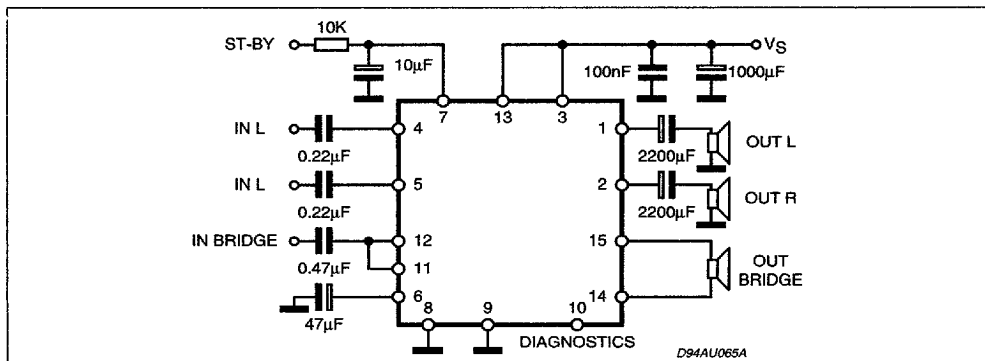 10K
ST-BY
V_S
10µF
100nF
1000µF
7
13
3
IN L
4
1
OUT L
0.22µF
2200µF
IN L
5
2
OUT R
0.22µF
2200µF
IN BRIDGE
12
15
0.47µF
11
OUT
BRIDGE
6
14
47µF
8
9
10
DIAGNOSTICS
D94AU065A